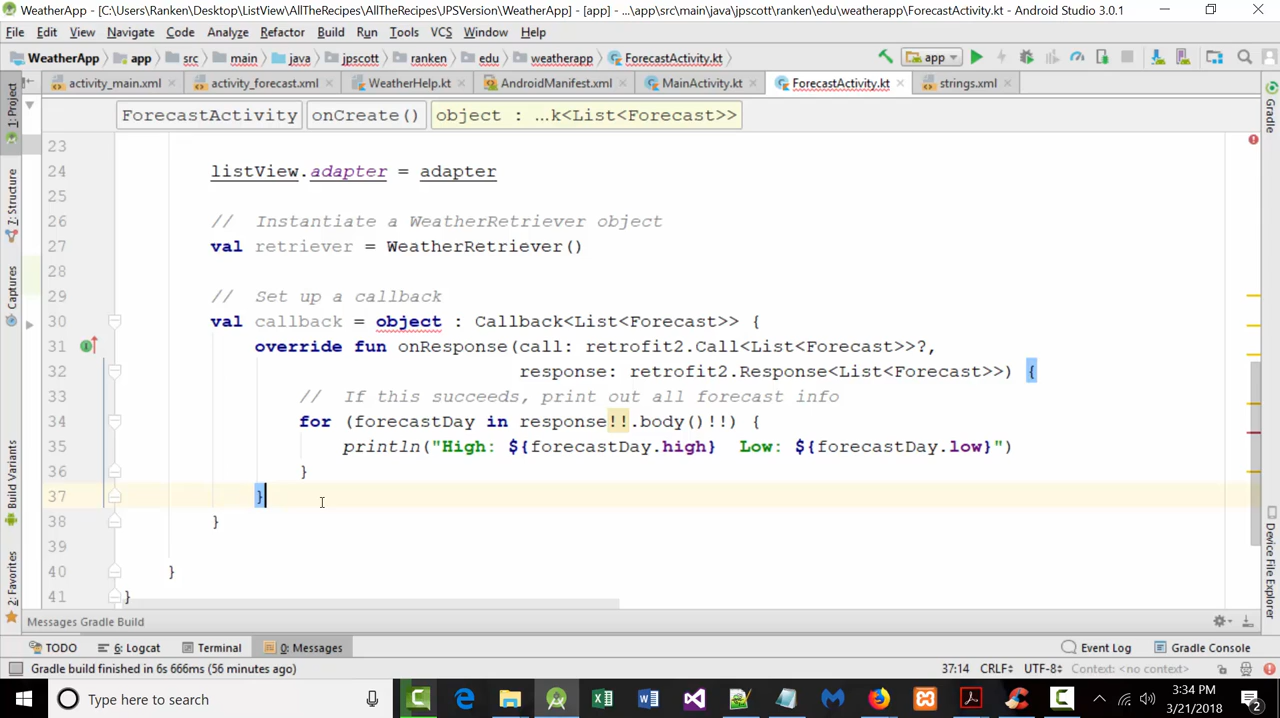 WeatherApp - [C:\Users\Ranken\Desktop\ListView\AllTheRecipes\AllTheRecipes\JPSVersion\WeatherApp] - [app] - ...\app\src\main\java\jpscott\ranken\edu\weatherapp\ForecastActivity.kt - Android Studio 3.0.1
File Edit View Navigate Code Analyze Refactor Build Run Tools VCS Window Help
WeatherApp app src main java jpscott ranken edu weatherapp ForecastActivity.kt app
activity_main.xml activity_forecast.xml WeatherHelp.kt AndroidManifest.xml MainActivity.kt ForecastActivity.kt strings.xml
ForecastActivity onCreate() object : ...k<List<Forecast>>
1: Project
7: Structure
Captures
Build Variants
2: Favorites
23
24 listView.adapter = adapter
25
26 // Instantiate a WeatherRetriever object
27 val retriever = WeatherRetriever()
28
29 // Set up a callback
30 val callback = object : Callback<List<Forecast>> {
31 override fun onResponse(call: retrofit2.Call<List<Forecast>>?,
32 response: retrofit2.Response<List<Forecast>>) {
33 // If this succeeds, print out all forecast info
34 for (forecastDay in response!!.body()!!) {
35 println("High: ${forecastDay.high} Low: ${forecastDay.low}")
36 }
37 }
38 }
39
40 }
41 }
Gradle
Device File Explorer
Messages Gradle Build
TODO 6: Logcat Terminal 0: Messages Event Log Gradle Console
Gradle build finished in 6s 666ms (56 minutes ago) 37:14 CRLF UTF-8 Context: <no context>
Type here to search 3:34 PM
3/21/2018 2